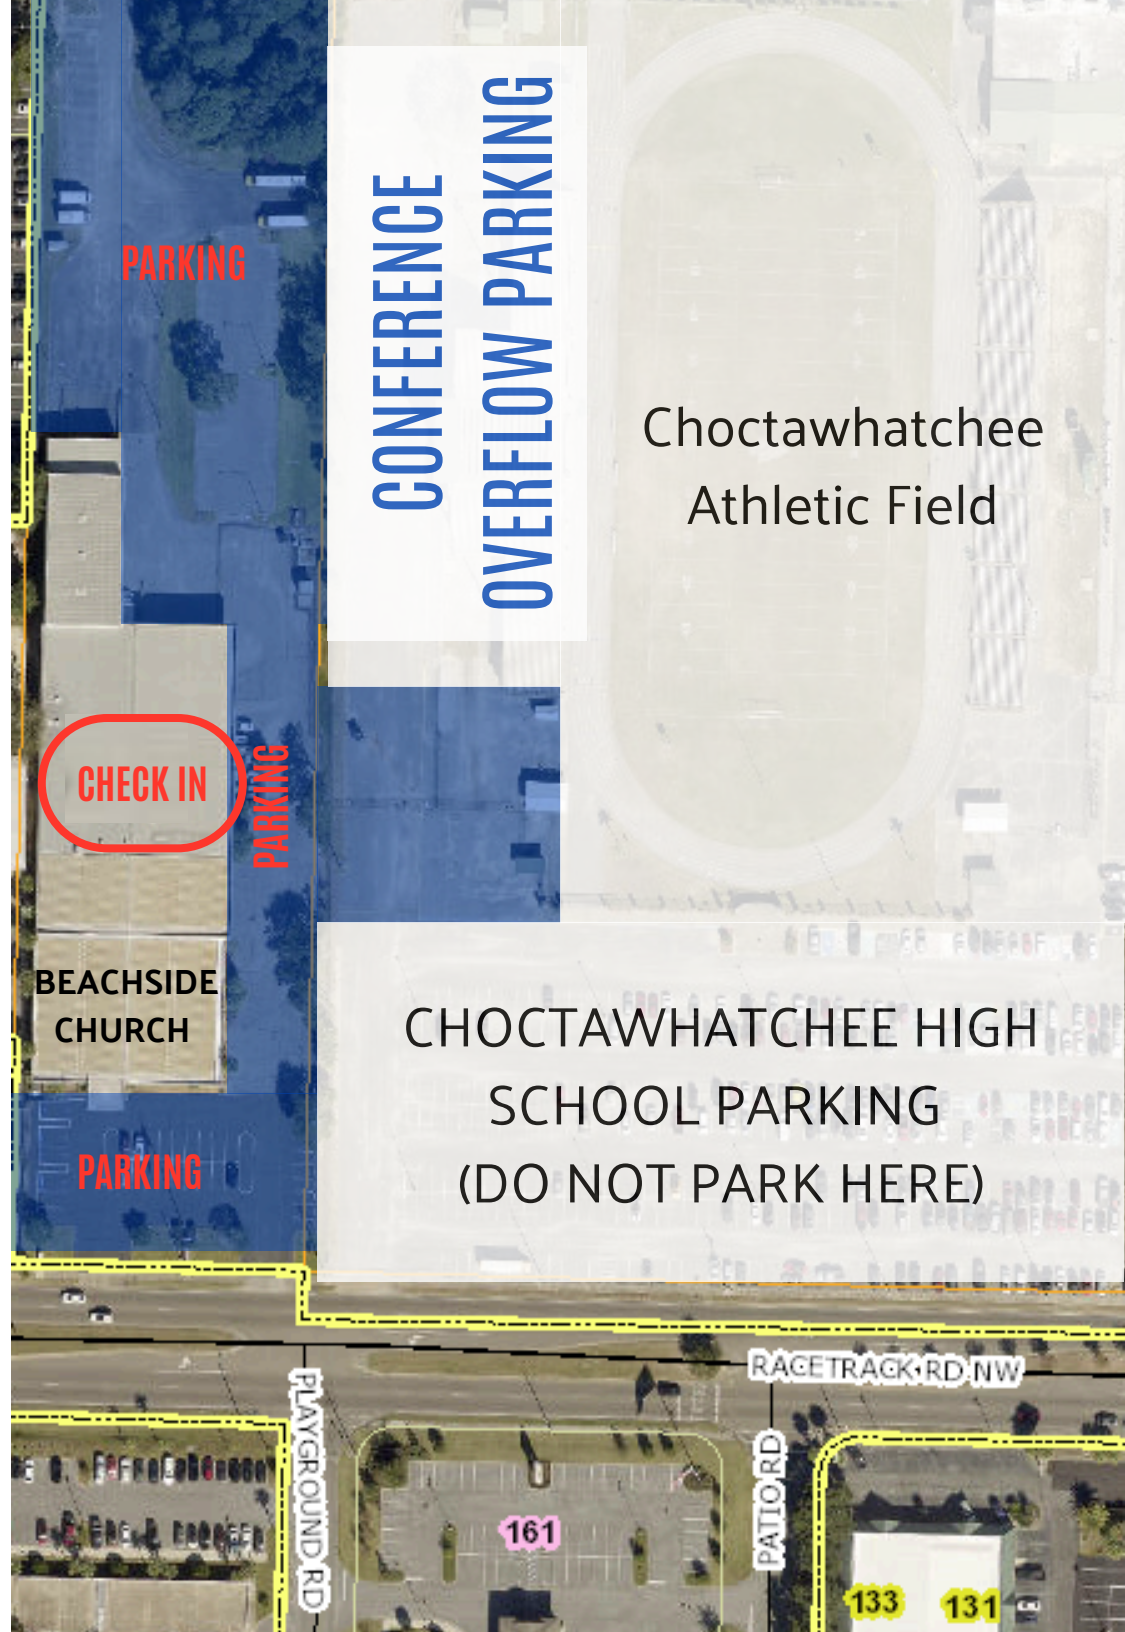 CONFERENCE
OVERFLOW PARKING
PARKING
Choctawhatchee
Athletic Field
CHECK IN
PARKING
BEACHSIDE
CHURCH
CHOCTAWHATCHEE HIGH
SCHOOL PARKING
(DO NOT PARK HERE)
PARKING
RACETRACK RD NW
PLAYGROUND RD
PATIO RD
161
133
131